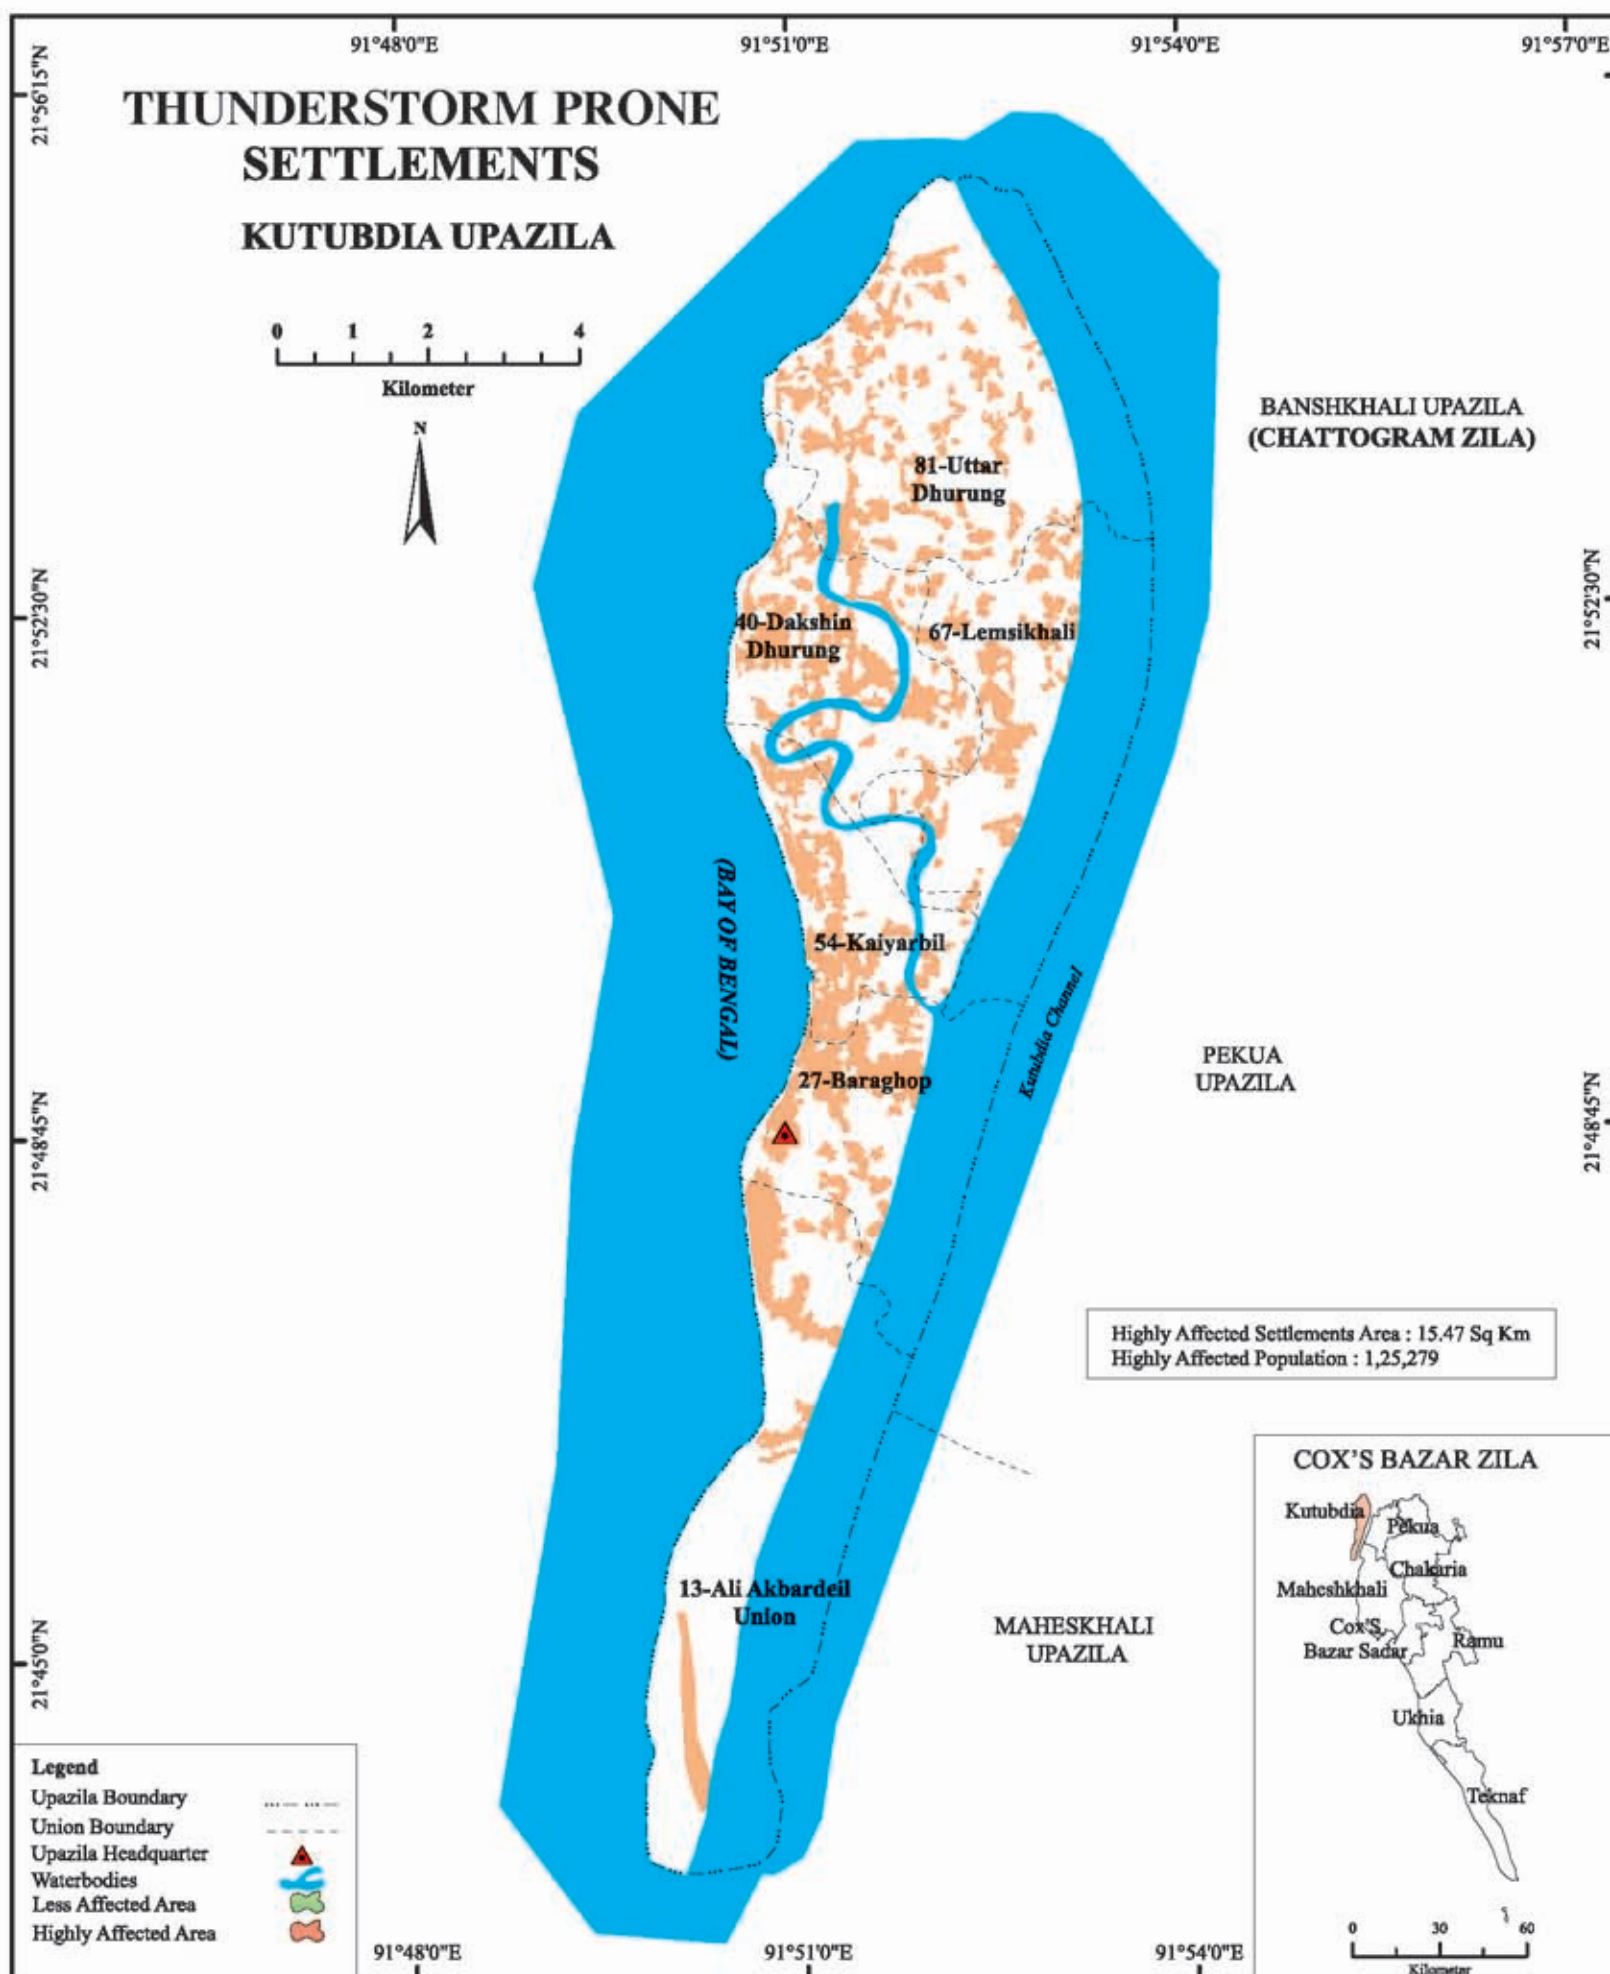 91°48'0"E
91°51'0"E
91°54'0"E
91°57'0"E
21°56'15"N
THUNDERSTORM PRONE
SETTLEMENTS
KUTUBDIA UPAZILA
0 1 2 4
Kilometer
N
BANSHKHALI UPAZILA
(CHATTOGRAM ZILA)
81-Uttar
Dhurung
21°52'30"N
21°52'30"N
40-Dakshin
Dhurung
67-Lemsikhali
(BAY OF BENGAL)
54-Kaiyarbil
Kutubdia Channel
PEKUA
UPAZILA
27-Baraghop
21°48'45"N
21°48'45"N
Highly Affected Settlements Area : 15.47 Sq Km
Highly Affected Population : 1,25,279
COX'S BAZAR ZILA
Kutubdia
Pekua
Chakaria
Maheshkhali
Cox'S
Bazar Sadar
Ramu
Ukhia
Teknaf
0 30 60
Kilometer
13-Ali Akbardeil
Union
MAHESKHALI
UPAZILA
21°45'0"N
Legend
Upazila Boundary
Union Boundary
Upazila Headquarter
Waterbodies
Less Affected Area
Highly Affected Area
91°48'0"E
91°51'0"E
91°54'0"E